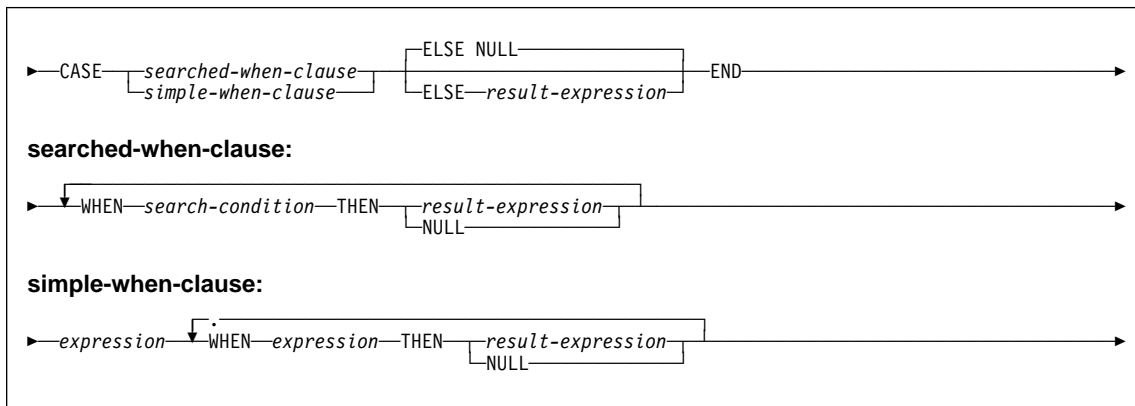 ELSE NULL
CASE searched-when-clause END
simple-when-clause ELSE result-expression
searched-when-clause:
WHEN search-condition THEN result-expression
NULL
simple-when-clause:
.
expression WHEN expression THEN result-expression
NULL